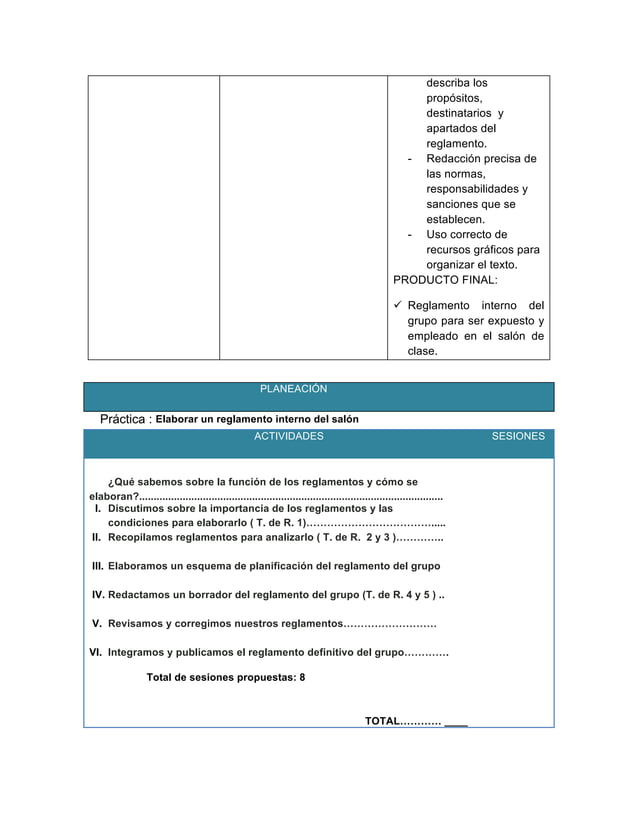 describa los
propósitos,
destinatarios y
apartados del
reglamento.
- Redacción precisa de
las normas,
responsabilidades y
sanciones que se
establecen.
- Uso correcto de
recursos gráficos para
organizar el texto.
PRODUCTO FINAL:
✓ Reglamento interno del
grupo para ser expuesto y
empleado en el salón de
clase.
PLANEACIÓN
Práctica : Elaborar un reglamento interno del salón
ACTIVIDADES SESIONES
¿Qué sabemos sobre la función de los reglamentos y cómo se
elaboran?.........................................................................................................
I. Discutimos sobre la importancia de los reglamentos y las
condiciones para elaborarlo ( T. de R. 1)……………………………….....
II. Recopilamos reglamentos para analizarlo ( T. de R. 2 y 3 )…………..
III. Elaboramos un esquema de planificación del reglamento del grupo
IV. Redactamos un borrador del reglamento del grupo (T. de R. 4 y 5 ) ..
V. Revisamos y corregimos nuestros reglamentos………………………
VI. Integramos y publicamos el reglamento definitivo del grupo………….
Total de sesiones propuestas: 8
TOTAL………… ____